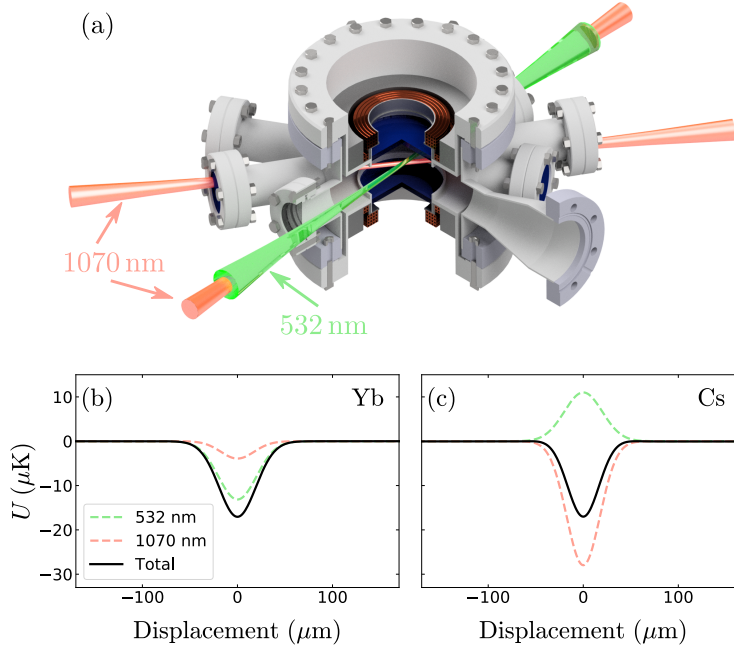 (a)
1070 nm
532 nm
(b) Yb
(c) Cs
10
0
−10
−20
−30
U (μK)
532 nm
1070 nm
Total
−100 0 100
−100 0 100
Displacement (μm)
Displacement (μm)